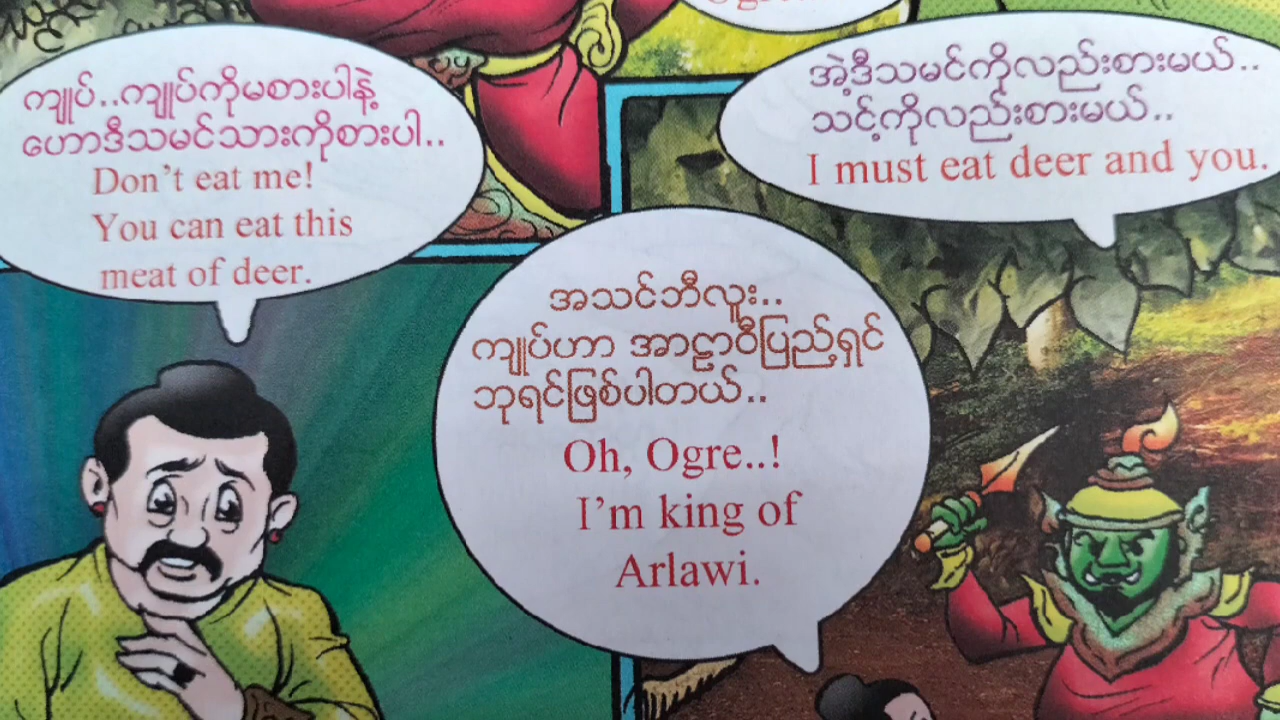 ကျုပ်..ကျုပ်ကိုမစားပါနဲ့
ဟောဒီသမင်သားကိုစားပါ..
Don't eat me!
You can eat this
meat of deer.
အဲ့ဒီသမင်ကိုလည်းစားမယ်..
သင့်ကိုလည်းစားမယ်..
I must eat deer and you.
အသင်ဘီလူး..
ကျုပ်ဟာ အာဠာဝီပြည့်ရှင်
ဘုရင်ဖြစ်ပါတယ်..
Oh, Ogre..!
I'm king of
Arlawi.